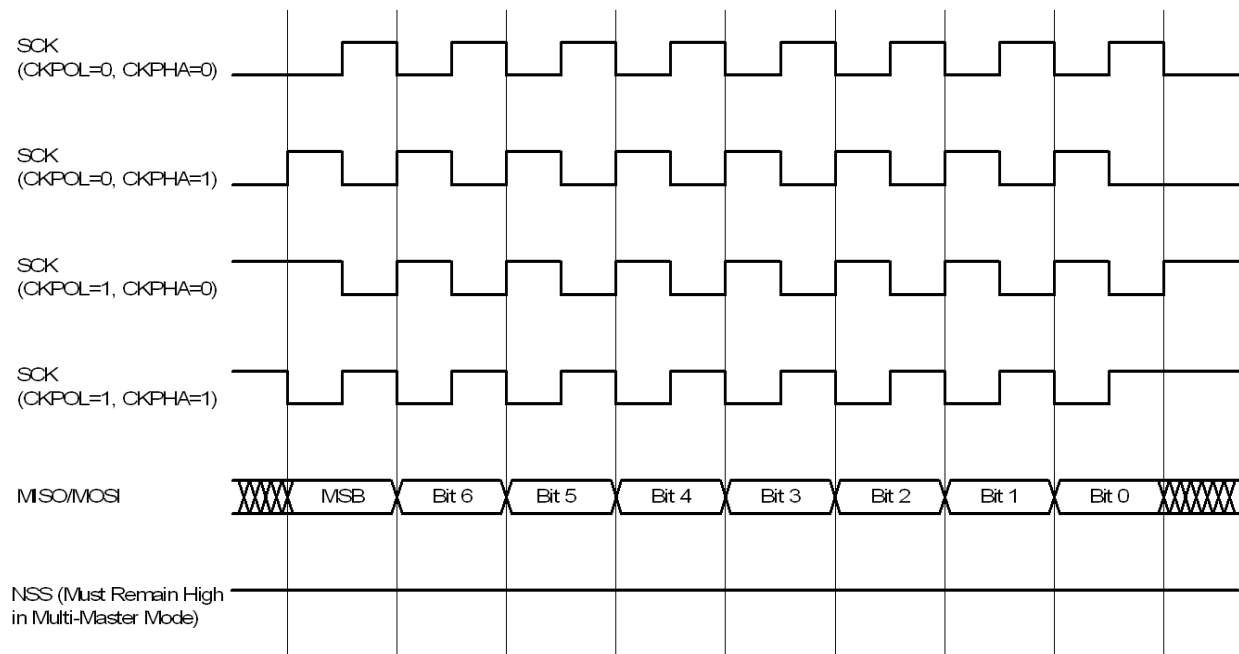 SCK
(CKPOL=0, CKPHA=0)
SCK
(CKPOL=0, CKPHA=1)
SCK
(CKPOL=1, CKPHA=0)
SCK
(CKPOL=1, CKPHA=1)
MISO/MOSI MSB Bit 6 Bit 5 Bit 4 Bit 3 Bit 2 Bit 1 Bit 0
NSS (Must Remain High
in Multi-Master Mode)